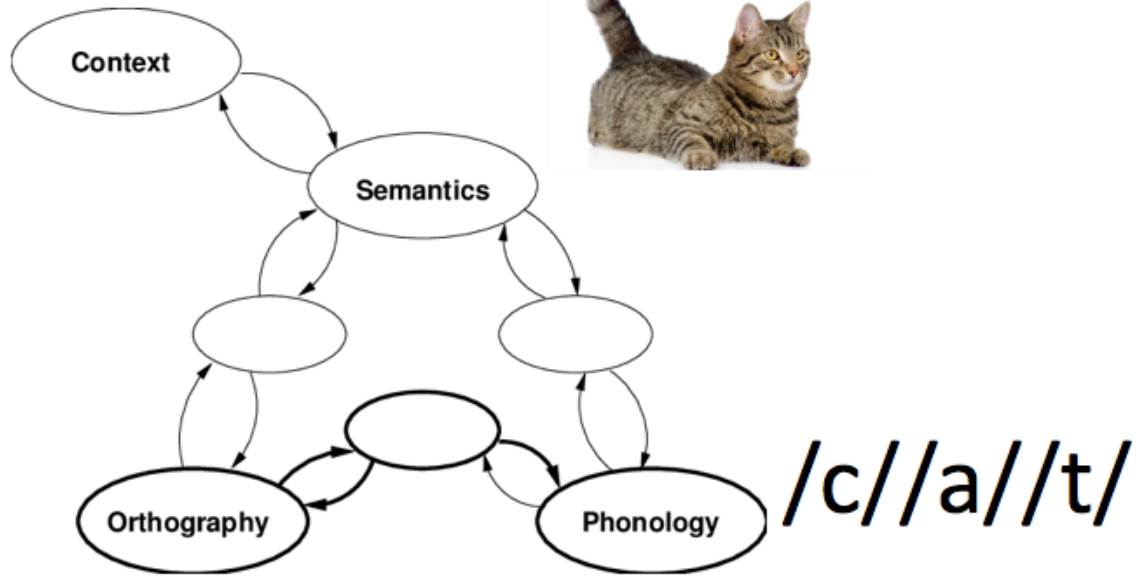 Context
Semantics
Orthography
Phonology
/c//a//t/